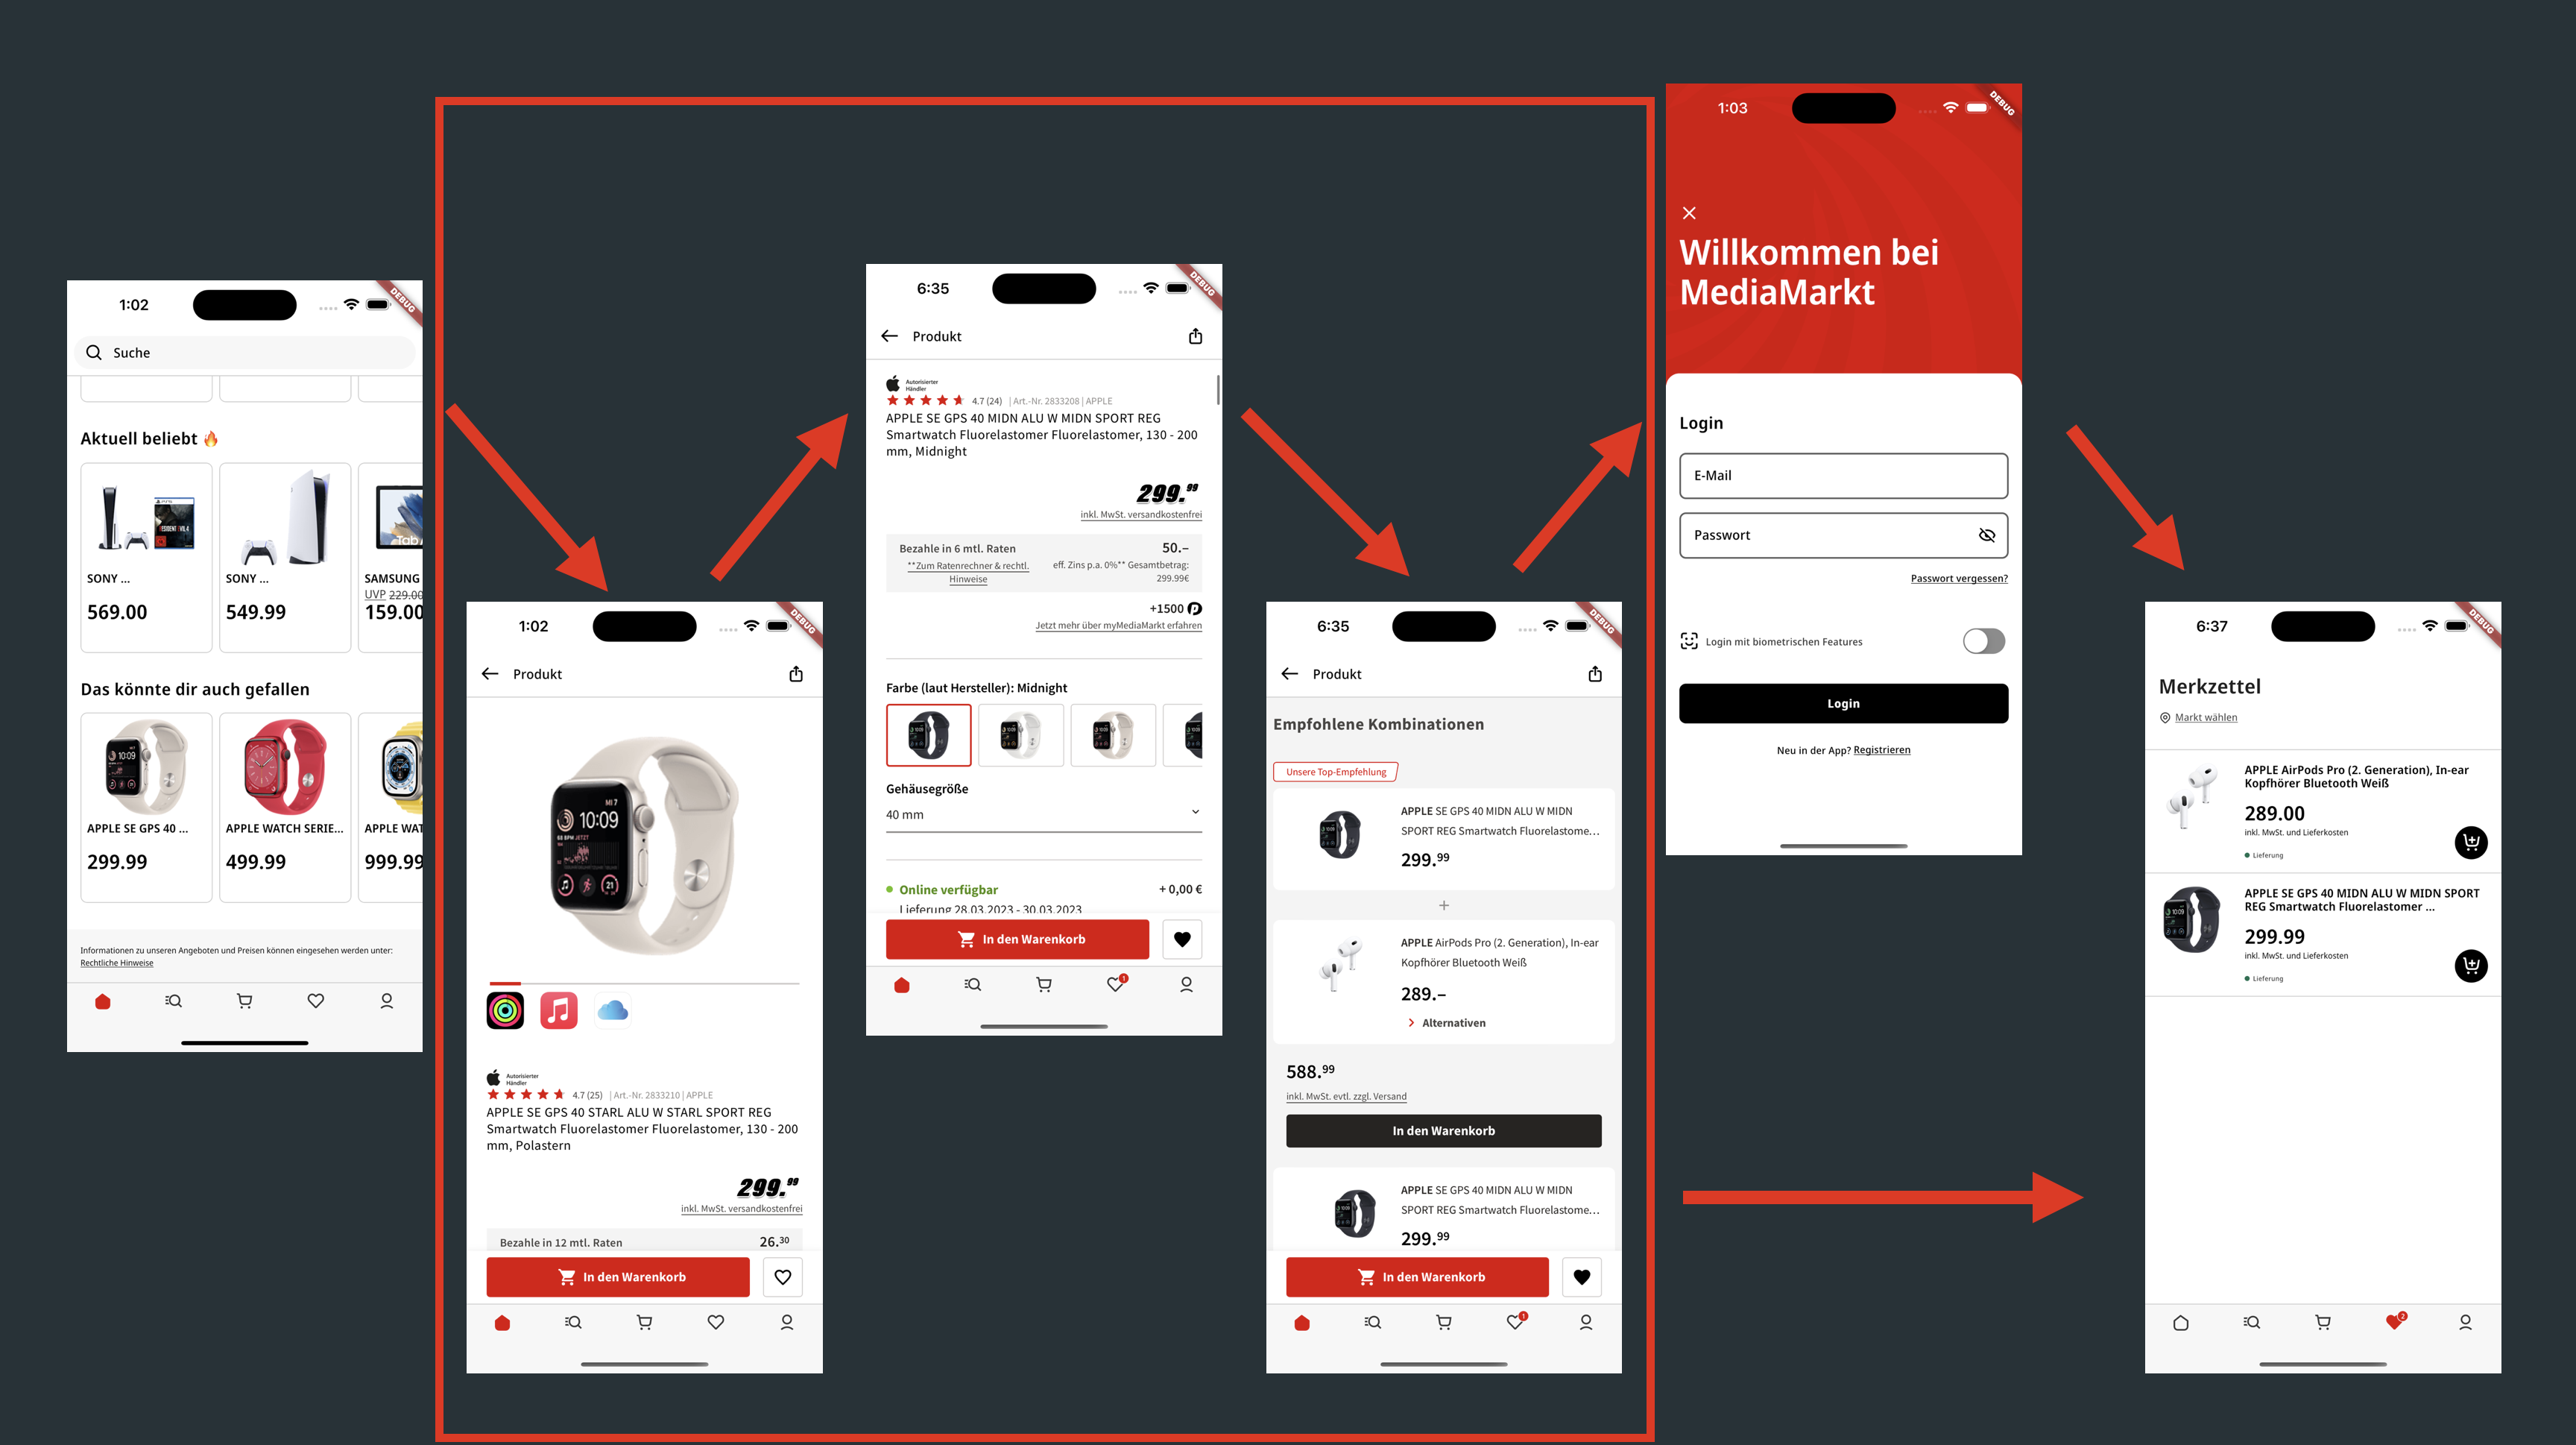 1:02
DEBUG
Suche
Aktuell beliebt 🔥
SONY ...
569.00
SONY ...
549.99
SAMSUNG
UVP 229.00
159.00
Das könnte dir auch gefallen
APPLE SE GPS 40 ...
299.99
APPLE WATCH SERIE...
499.99
APPLE WAT
999.99
Informationen zu unseren Angeboten und Preisen können eingesehen werden unter:
Rechtliche Hinweise
1:02
DEBUG
Produkt
MI 7
10:09
Autorisierter
Händler
4.7 (25) | Art.-Nr. 2833210 | APPLE
APPLE SE GPS 40 STARL ALU W STARL SPORT REG
Smartwatch Fluorelastomer Fluorelastomer, 130 - 200
mm, Polastern
299.99
inkl. MwSt. versandkostenfrei
Bezahle in 12 mtl. Raten
26.30
In den Warenkorb
6:35
DEBUG
Produkt
Autorisierter
Händler
4.7 (24) | Art.-Nr. 2833208 | APPLE
APPLE SE GPS 40 MIDN ALU W MIDN SPORT REG
Smartwatch Fluorelastomer Fluorelastomer, 130 - 200
mm, Midnight
299.99
inkl. MwSt. versandkostenfrei
Bezahle in 6 mtl. Raten
50.–
**Zum Ratenrechner & rechtl.
Hinweise
eff. Zins p.a. 0%** Gesamtbetrag:
299.99€
+1500
Jetzt mehr über myMediaMarkt erfahren
Farbe (laut Hersteller): Midnight
Gehäusegröße
40 mm
Online verfügbar
+ 0,00 €
Lieferung 28.03.2023 - 30.03.2023
In den Warenkorb
1
6:35
DEBUG
Produkt
Empfohlene Kombinationen
Unsere Top-Empfehlung
APPLE SE GPS 40 MIDN ALU W MIDN
SPORT REG Smartwatch Fluorelastome...
299.99
+
APPLE AirPods Pro (2. Generation), In-ear
Kopfhörer Bluetooth Weiß
289.–
Alternativen
588.99
inkl. MwSt. evtl. zzgl. Versand
In den Warenkorb
APPLE SE GPS 40 MIDN ALU W MIDN
SPORT REG Smartwatch Fluorelastome...
299.99
In den Warenkorb
1
1:03
DEBUG
Willkommen bei
MediaMarkt
Login
E-Mail
Passwort
Passwort vergessen?
Login mit biometrischen Features
Login
Neu in der App? Registrieren
6:37
DEBUG
Merkzettel
Markt wählen
APPLE AirPods Pro (2. Generation), In-ear
Kopfhörer Bluetooth Weiß
289.00
inkl. MwSt. und Lieferkosten
Lieferung
APPLE SE GPS 40 MIDN ALU W MIDN SPORT
REG Smartwatch Fluorelastomer ...
299.99
inkl. MwSt. und Lieferkosten
Lieferung
2